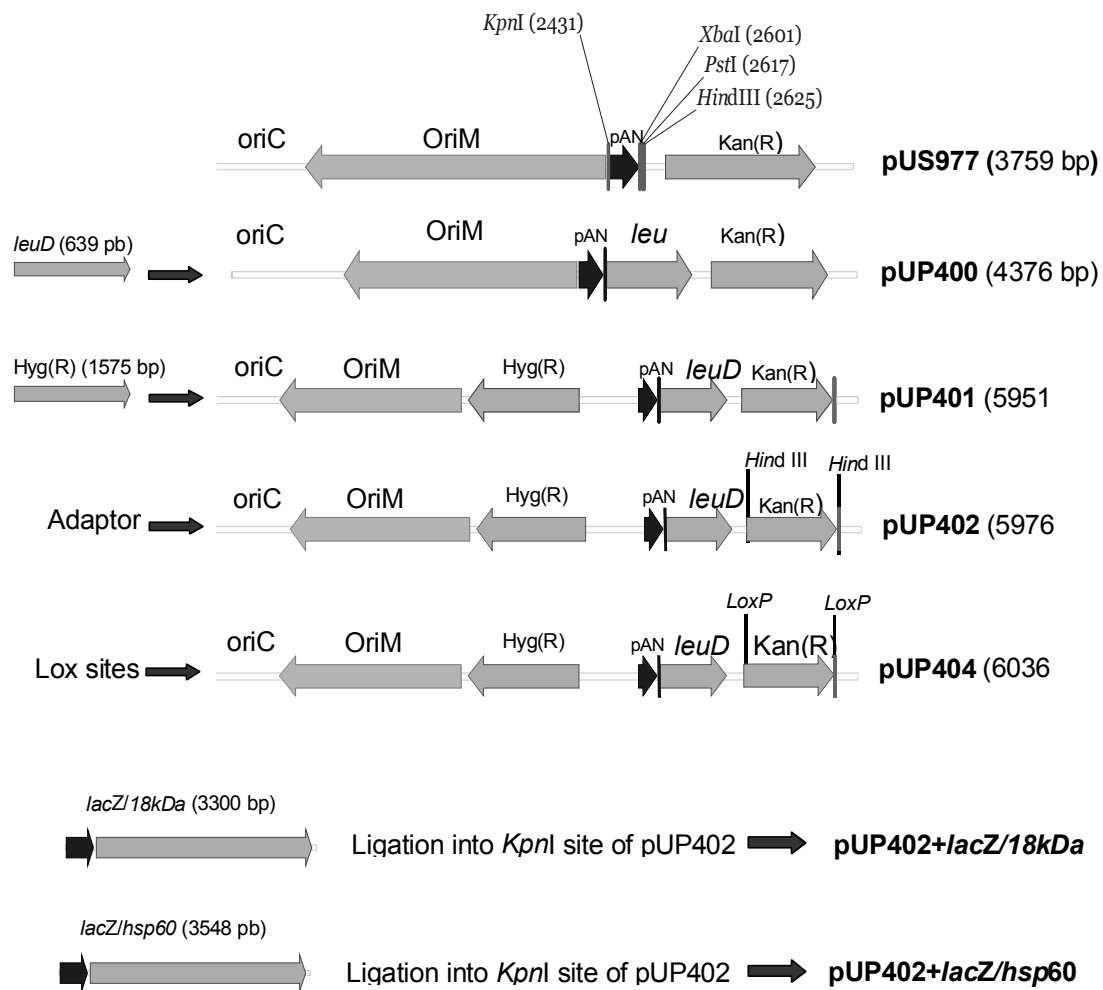 KpnI (2431)
XbaI (2601)
PstI (2617)
HindIII (2625)
oriC OriM pAN Kan(R) pUS977 (3759 bp)
leuD (639 pb)
oriC OriM pAN leu Kan(R) pUP400 (4376 bp)
Hyg(R) (1575 bp)
oriC OriM Hyg(R) pAN leuD Kan(R) pUP401 (5951
Hind III Hind III
Adaptor oriC OriM Hyg(R) pAN leuD Kan(R) pUP402 (5976
LoxP LoxP
Lox sites oriC OriM Hyg(R) pAN leuD Kan(R) pUP404 (6036
lacZ/18kDa (3300 bp)
Ligation into KpnI site of pUP402 pUP402+lacZ/18kDa
lacZ/hsp60 (3548 pb)
Ligation into KpnI site of pUP402 pUP402+lacZ/hsp60